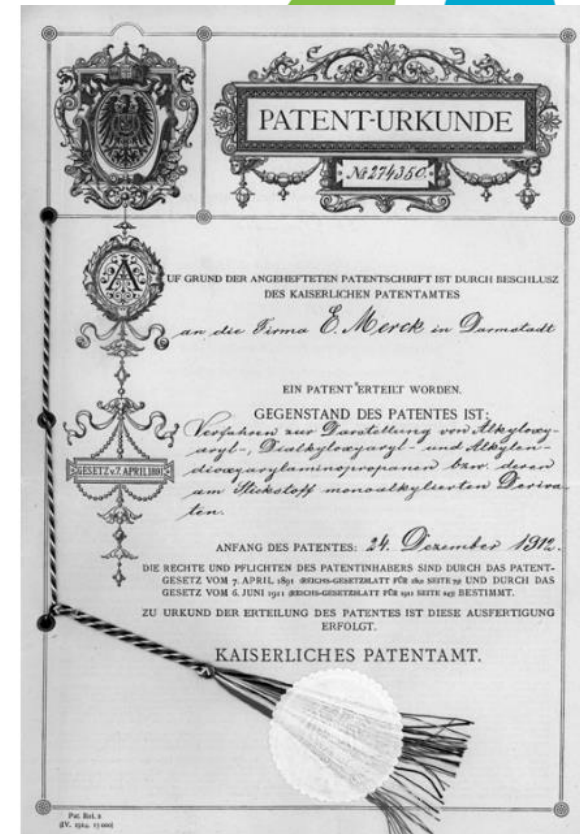 PATENT-URKUNDE
No 274350.
AUF GRUND DER ANGEHEFTETEN PATENTSCHRIFT IST DURCH BESCHLUSZ
DES KAISERLICHEN PATENTAMTES
an die Firma E. Merck in Darmstadt
EIN PATENT ERTEILT WORDEN.
GEGENSTAND DES PATENTES IST:
Verfahren zur Darstellung von Alkyloxy-
aryl-, Dialkyloxyaryl- und Alkylen-
dioxyarylaminopropanen bzw. deren
am Stickstoff monoalkylierten Deriva-
ten.
GESETZ v. 7. APRIL 1891
ANFANG DES PATENTES: 24. Dezember 1912.
DIE RECHTE UND PFLICHTEN DES PATENTINHABERS SIND DURCH DAS PATENT-
GESETZ VOM 7. APRIL 1891 (REICHS-GESETZBLATT FÜR 1891 SEITE 79) UND DURCH DAS
GESETZ VOM 6. JUNI 1911 (REICHS-GESETZBLATT FÜR 1911 SEITE 243) BESTIMMT.
ZU URKUND DER ERTEILUNG DES PATENTES IST DIESE AUSFERTIGUNG
ERFOLGT.
KAISERLICHES PATENTAMT.